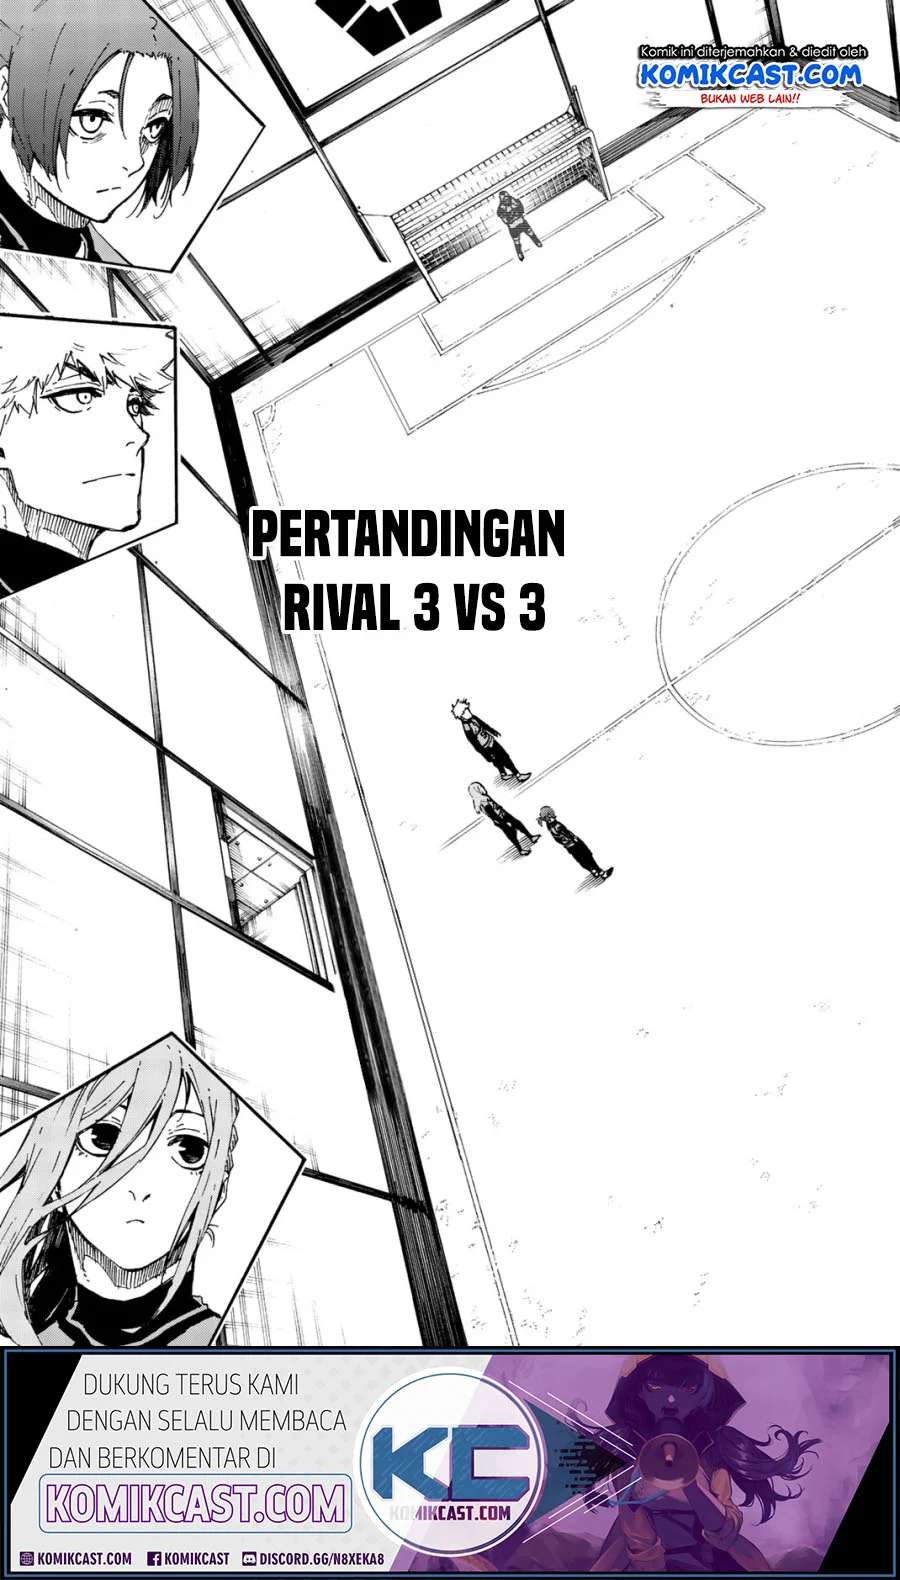 Komik ini diterjemahkan & diedit oleh
KOMIKCAST.COM
BUKAN WEB LAIN!!
PERTANDINGAN
RIVAL 3 VS 3
DUKUNG TERUS KAMI
DENGAN SELALU MEMBACA
DAN BERKOMENTAR DI
KOMIKCAST.COM
KC
KOMIKCAST.COM
KOMIKCAST.COM
KOMIKCAST
DISCORD.GG/N8XEKA8